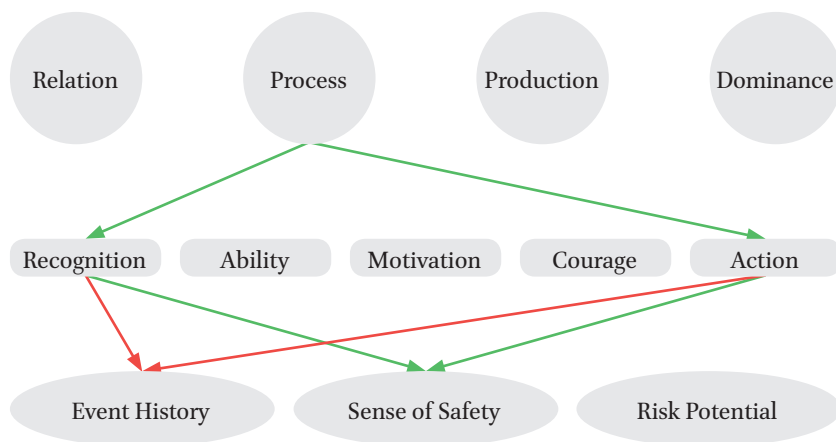 Relation
Process
Production
Dominance
Recognition
Ability
Motivation
Courage
Action
Event History
Sense of Safety
Risk Potential